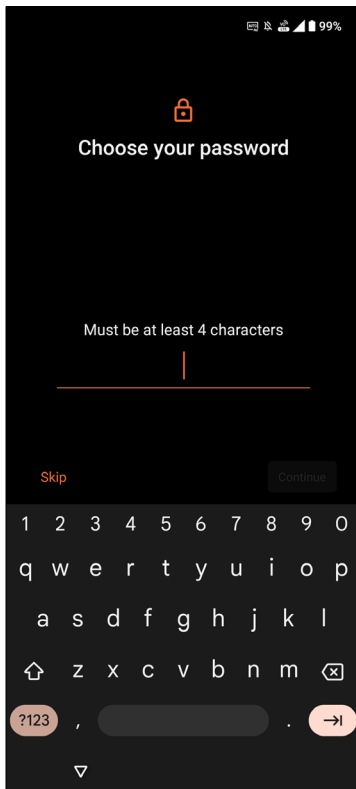 99%
Choose your password
Must be at least 4 characters
Skip
Continue
1 2 3 4 5 6 7 8 9 0
q w e r t y u i o p
a s d f g h j k l
z x c v b n m
?123 , .